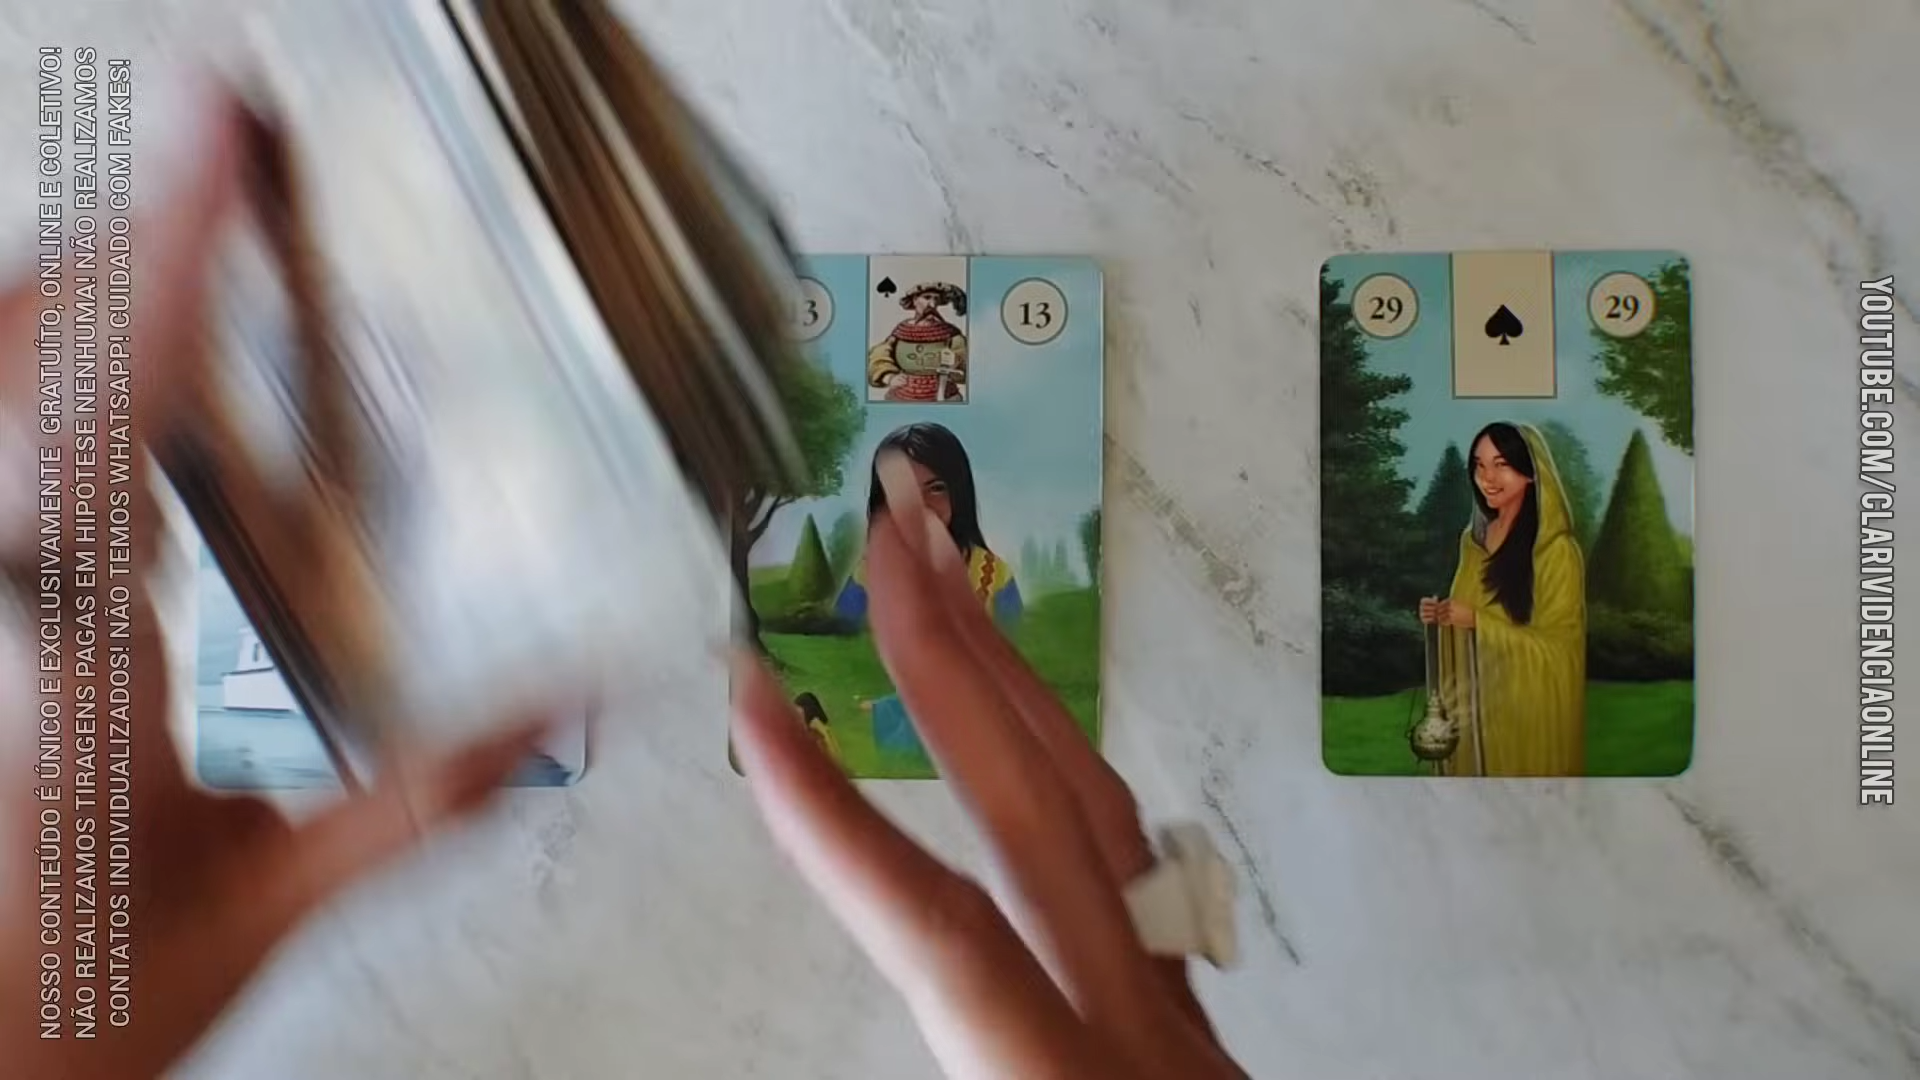 NOSSO CONTEÚDO É ÚNICO E EXCLUSIVAMENTE GRATUÍTO, ONLINE E COLETIVO!
NÃO REALIZAMOS TIRAGENS PAGAS EM HIPÓTESE NENHUMA! NÃO REALIZAMOS
CONTATOS INDIVIDUALIZADOS! NÃO TEMOS WHATSAPP! CUIDADO COM FAKES!
13
13
29
29
YOUTUBE.COM/CLARIVIDENCIAONLINE